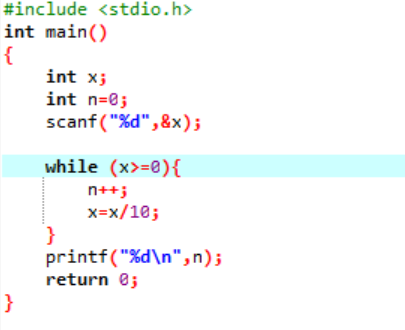 #include <stdio.h>
int main()
{
    int x;
    int n=0;
    scanf("%d",&x);

    while (x>=0){
        n++;
        x=x/10;
    }
    printf("%d\n",n);
    return 0;
}